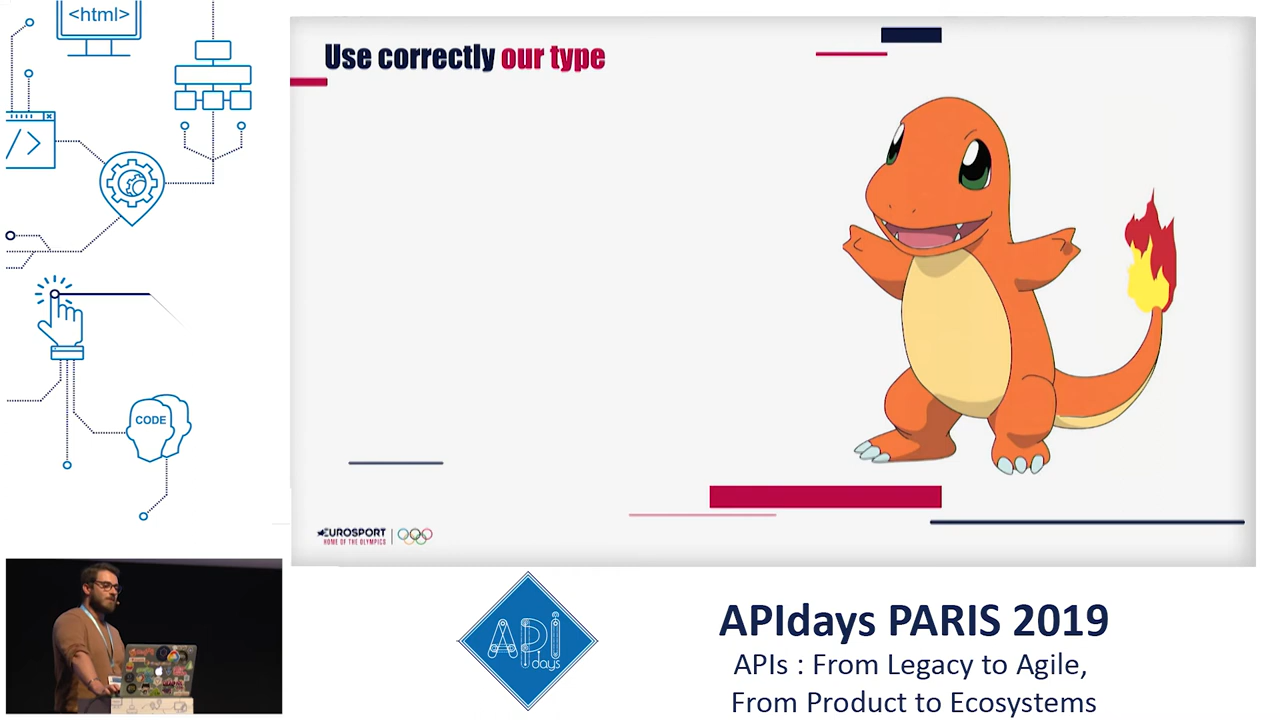 <html>
Use correctly our type
</>
CODE
EUROSPORT
HOME OF THE OLYMPICS
API
days
APIdays PARIS 2019
APIs : From Legacy to Agile,
From Product to Ecosystems